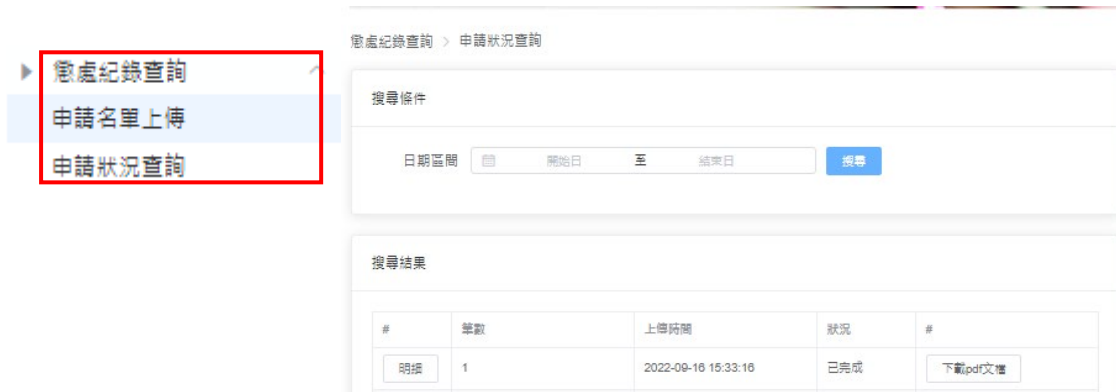 懲處紀錄查詢
申請名單上傳
申請狀況查詢
懲處紀錄查詢 > 申請狀況查詢
搜尋條件
日期區間 開始日 至 結束日 搜尋
搜尋結果
# 筆數 上傳時間 狀況 #
明細 1 2022-09-16 15:33:16 已完成 下載pdf文檔